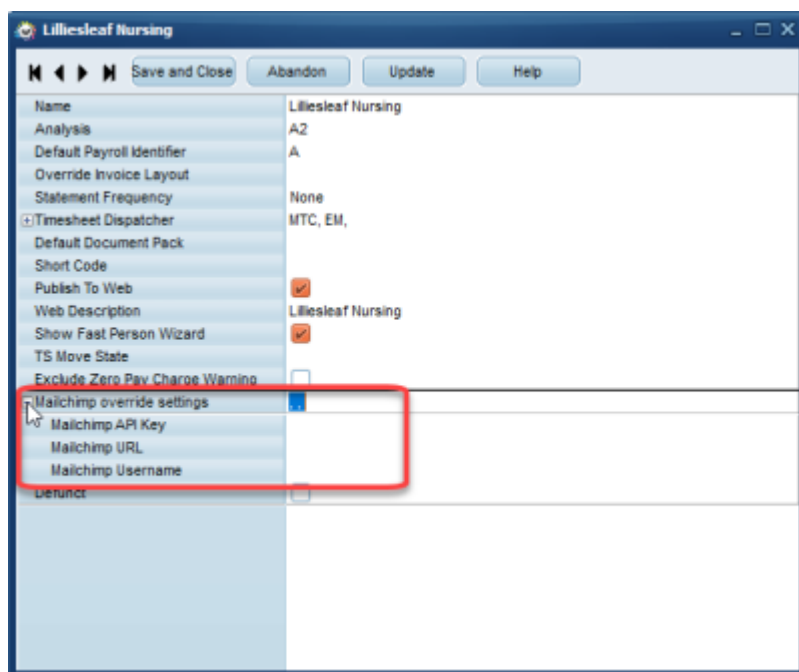 Lilliesleaf Nursing
Save and Close Abandon Update Help
Name Lilliesleaf Nursing
Analysis A2
Default Payroll Identifier A
Override Invoice Layout
Statement Frequency None
Timesheet Dispatcher MTC, EM,
Default Document Pack
Short Code
Publish To Web
Web Description Lilliesleaf Nursing
Show Fast Person Wizard
TS Move State
Exclude Zero Pay Charge Warning
Mailchimp override settings , ,
Mailchimp API Key
Mailchimp URL
Mailchimp Username
Defunct